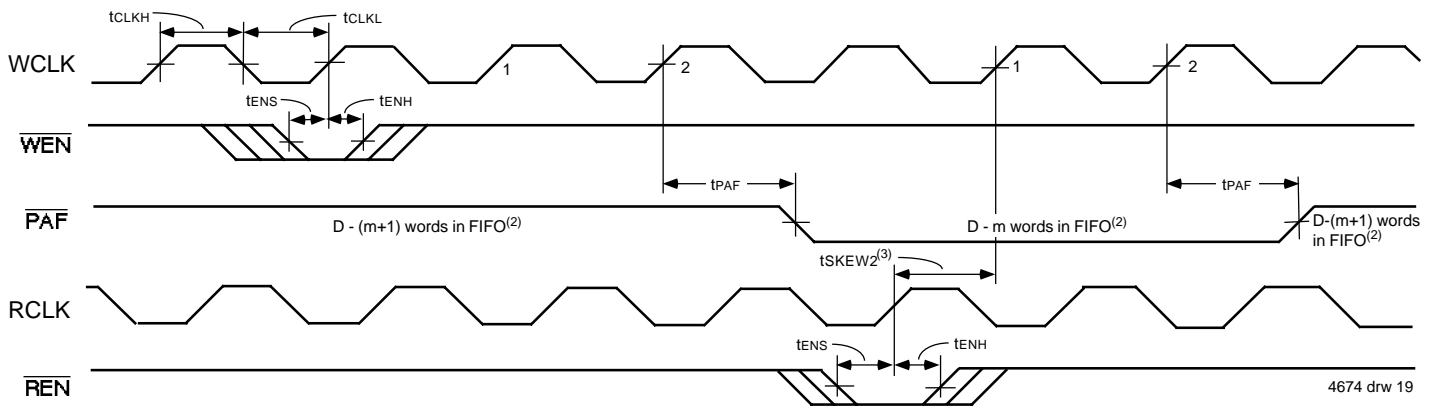 tCLKH
tCLKL
WCLK
1
2
1
2
tENS
tENH
WEN
tPAF
tPAF
PAF
D - (m+1) words in FIFO(2)
D - m words in FIFO(2)
D-(m+1) words
in FIFO(2)
tSKEW2(3)
RCLK
tENS
tENH
REN
4674 drw 19